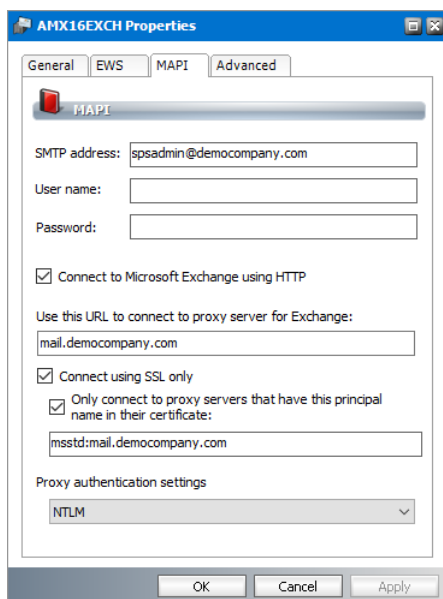 AMX16EXCH Properties
General EWS MAPI Advanced
MAPI
SMTP address: spsadmin@democompany.com
User name:
Password:
Connect to Microsoft Exchange using HTTP
Use this URL to connect to proxy server for Exchange:
mail.democompany.com
Connect using SSL only
Only connect to proxy servers that have this principal
name in their certificate:
msstd:mail.democompany.com
Proxy authentication settings
NTLM
OK Cancel Apply